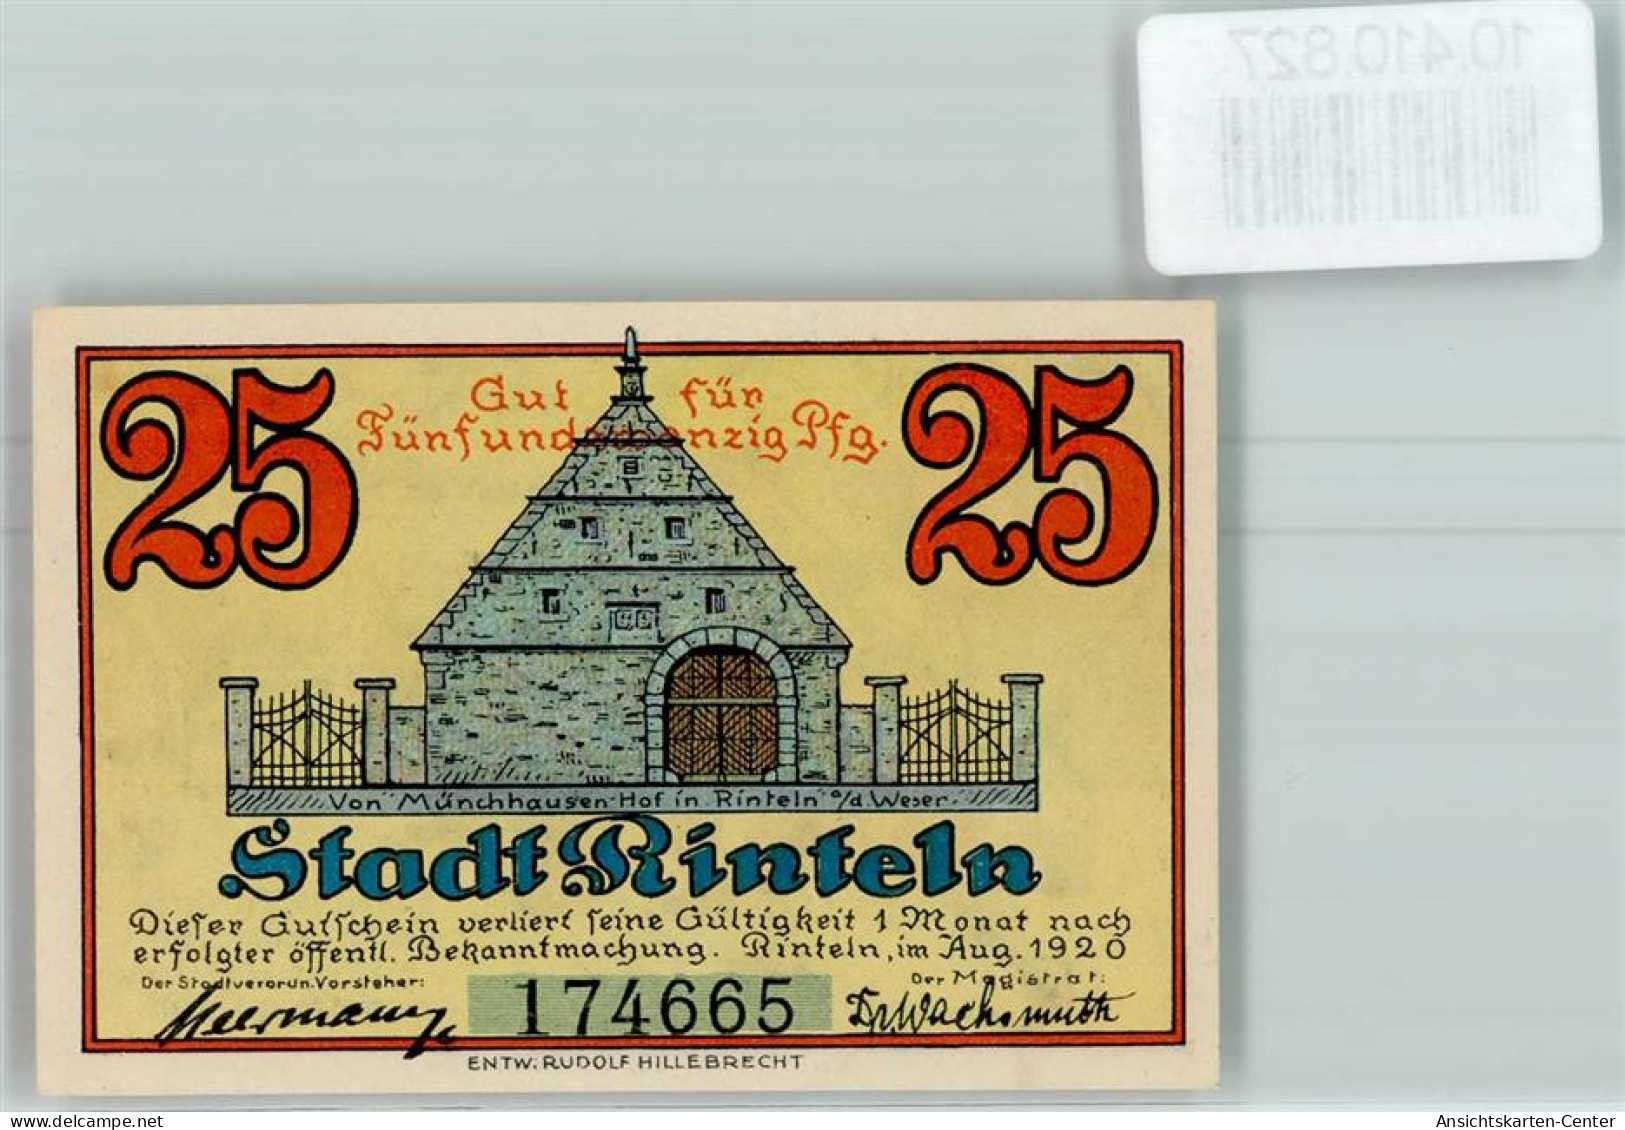 10.410.827
25
Gut für
Fünfundzwanzig Pfg.
25
Von Münchhausen-Hof in Rinteln a/d. Weser.
Stadt Rinteln
Dieser Gutschein verliert seine Gültigkeit 1 Monat nach
erfolgter öffentl. Bekanntmachung. Rinteln, im Aug. 1920
Der Stadtverordn. Vorsteher: Der Magistrat:
174665 Dr Wachsmuth
ENTW: RUDOLF HILLEBRECHT
delcampe.net
Ansichtskarten-Center